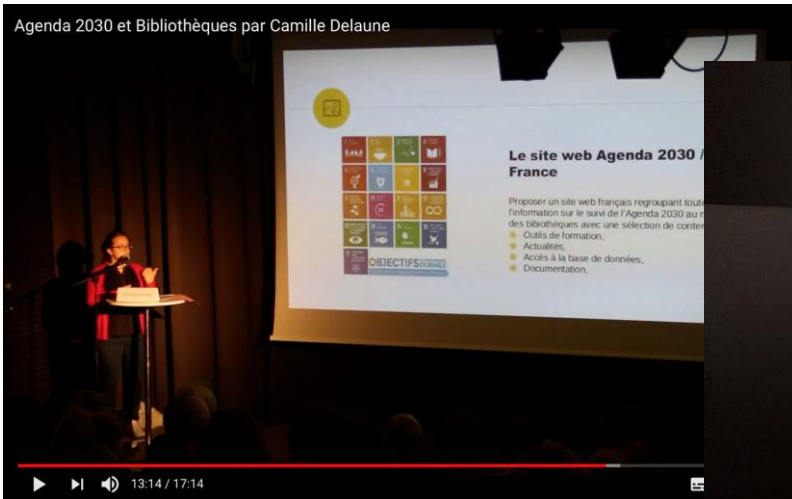 Agenda 2030 et Bibliothèques par Camille Delaune
Le site web Agenda 2030 /
France
Proposer un site web français regroupant toute
l'information sur le suivi de l'Agenda 2030 au
des bibiothèques avec une sélection de
Outils de formation,
Actualités,
Accès à la base de données,
Documentation,
OBJECTIFS
13:14 / 17:14